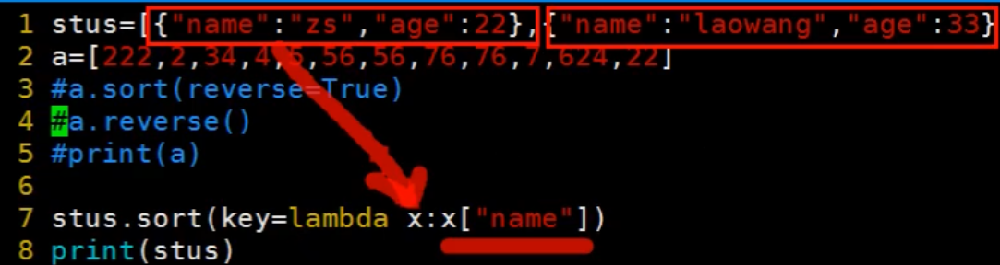 1 stus=[{"name":"zs","age":22},{"name":"laowang","age":33}
2 a=[222,2,34,4,5,56,56,76,76,7,624,22]
3 #a.sort(reverse=True)
4 #a.reverse()
5 #print(a)
6
7 stus.sort(key=lambda x:x["name"])
8 print(stus)